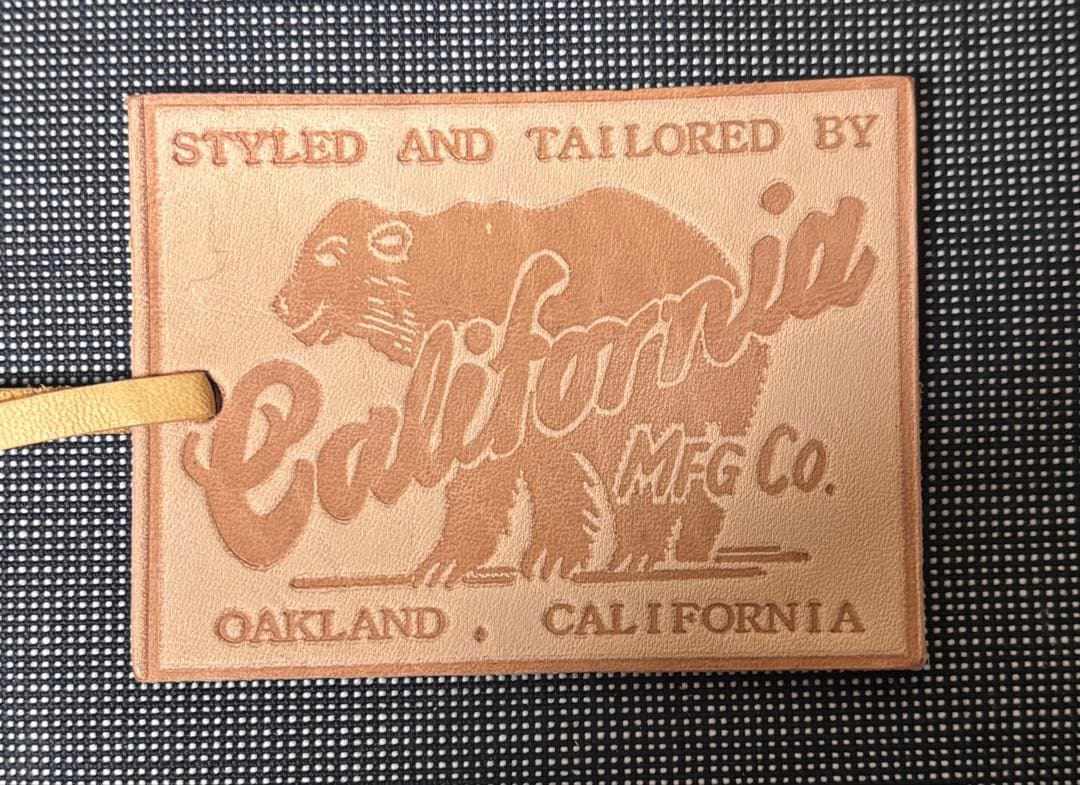 STYLED AND TAILORED BY
California
MFG Co.
OAKLAND . CALIFORNIA